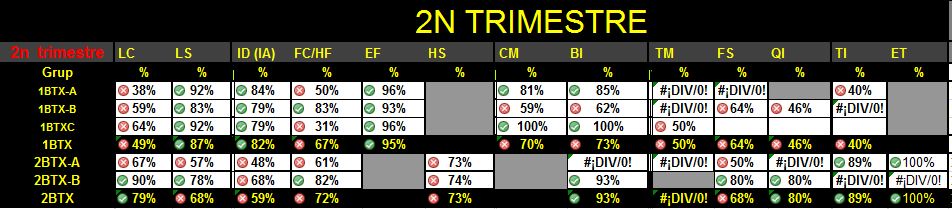 2N TRIMESTRE
2n trimestre LC LS ID (IA) FC/HF EF HS CM BI TM FS QI TI ET
Grup % % % % % % % % % % % % %
1BTX-A 38% 92% 84% 50% 96% 81% 85% #¡DIV/0! #¡DIV/0! 40%
1BTX-B 59% 83% 79% 83% 93% 59% 62% #¡DIV/0! 64% 46% #¡DIV/0!
1BTXC 64% 92% 79% 31% 96% 100% 100% 50%
1BTX 49% 87% 82% 67% 95% 70% 73% 50% 64% 46% 40%
2BTX-A 67% 57% 48% 61% 73% #¡DIV/0! #¡DIV/0! 50% #¡DIV/0! 89% 100%
2BTX-B 90% 78% 68% 82% 74% 93% 80% 80% #¡DIV/0! #¡DIV/0!
2BTX 79% 68% 59% 72% 73% 93% #¡DIV/0! 68% 80% 89% 100%